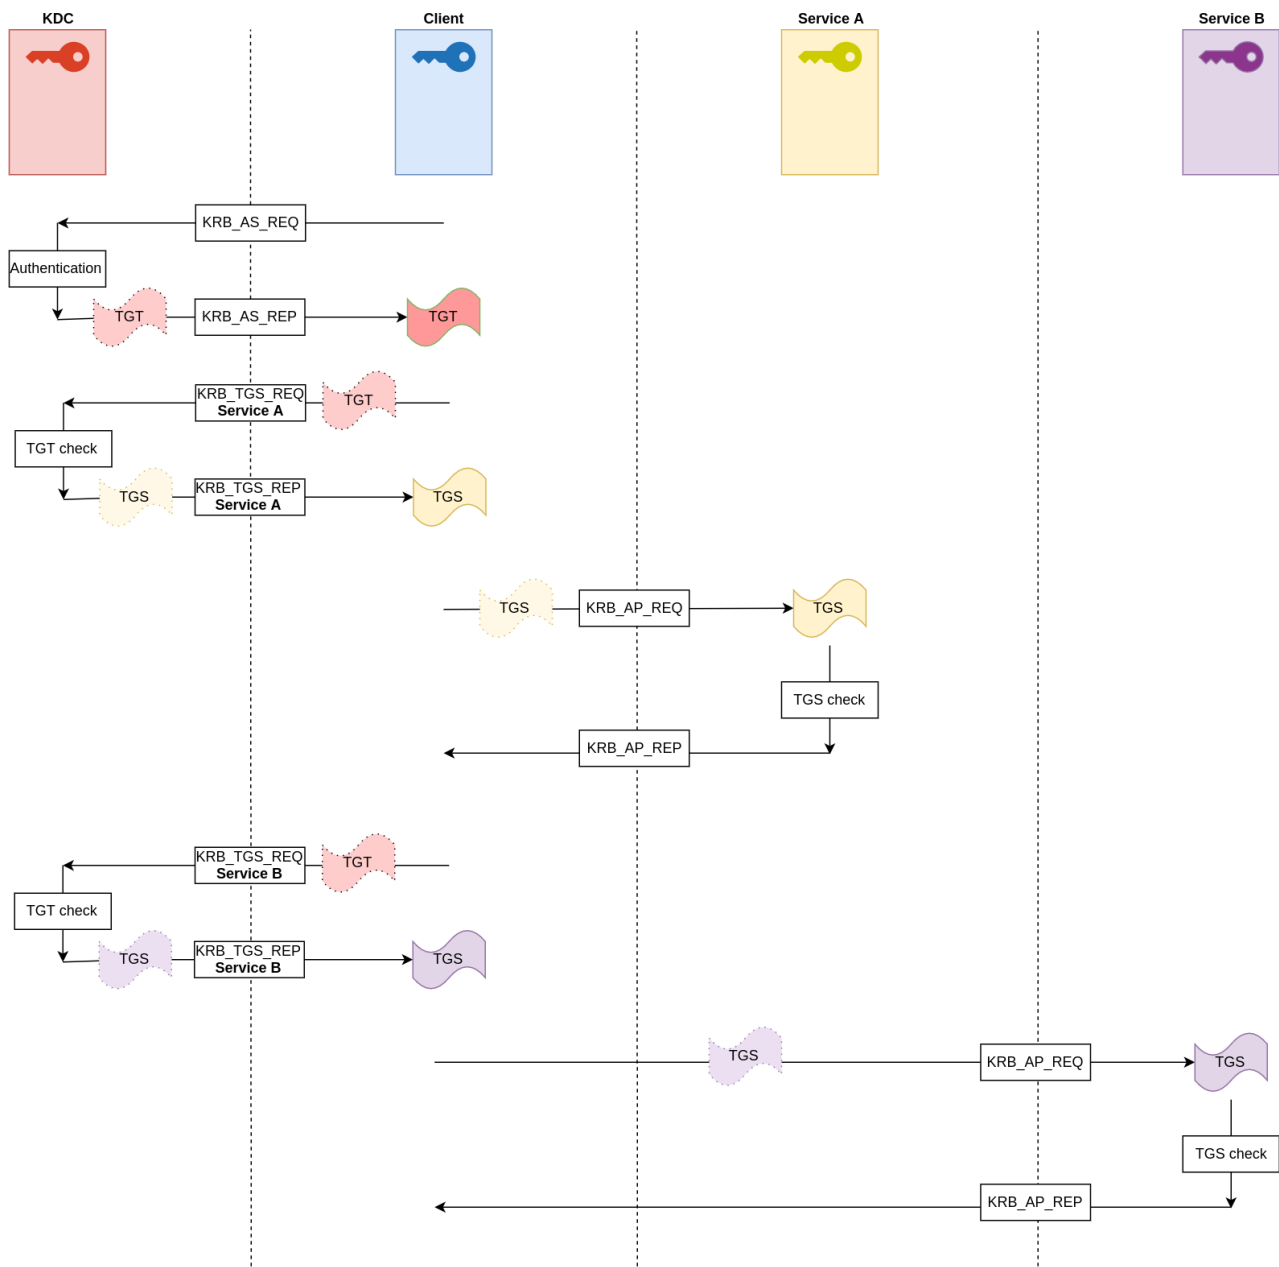 KDC
Client
Service A
Service B
KRB_AS_REQ
Authentication
TGT
KRB_AS_REP
TGT
KRB_TGS_REQ
Service A
TGT
TGT check
TGS
KRB_TGS_REP
Service A
TGS
TGS
KRB_AP_REQ
TGS
TGS check
KRB_AP_REP
KRB_TGS_REQ
Service B
TGT
TGT check
TGS
KRB_TGS_REP
Service B
TGS
TGS
KRB_AP_REQ
TGS
TGS check
KRB_AP_REP